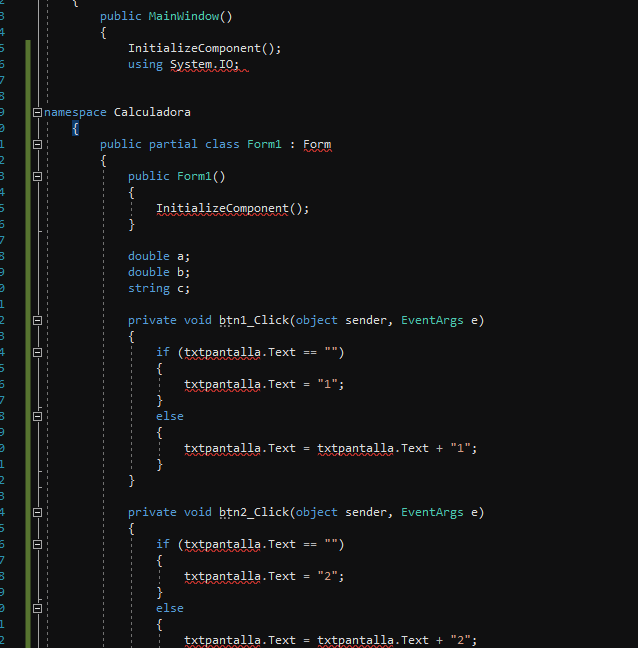 {
public MainWindow()
{
InitializeComponent();
using System.IO;
namespace Calculadora
{
public partial class Form1 : Form
{
public Form1()
{
InitializeComponent();
}
double a;
double b;
string c;
private void btn1_Click(object sender, EventArgs e)
{
if (txtpantalla.Text == "")
{
txtpantalla.Text = "1";
}
else
{
txtpantalla.Text = txtpantalla.Text + "1";
}
}
private void btn2_Click(object sender, EventArgs e)
{
if (txtpantalla.Text == "")
{
txtpantalla.Text = "2";
}
else
{
txtpantalla.Text = txtpantalla.Text + "2";